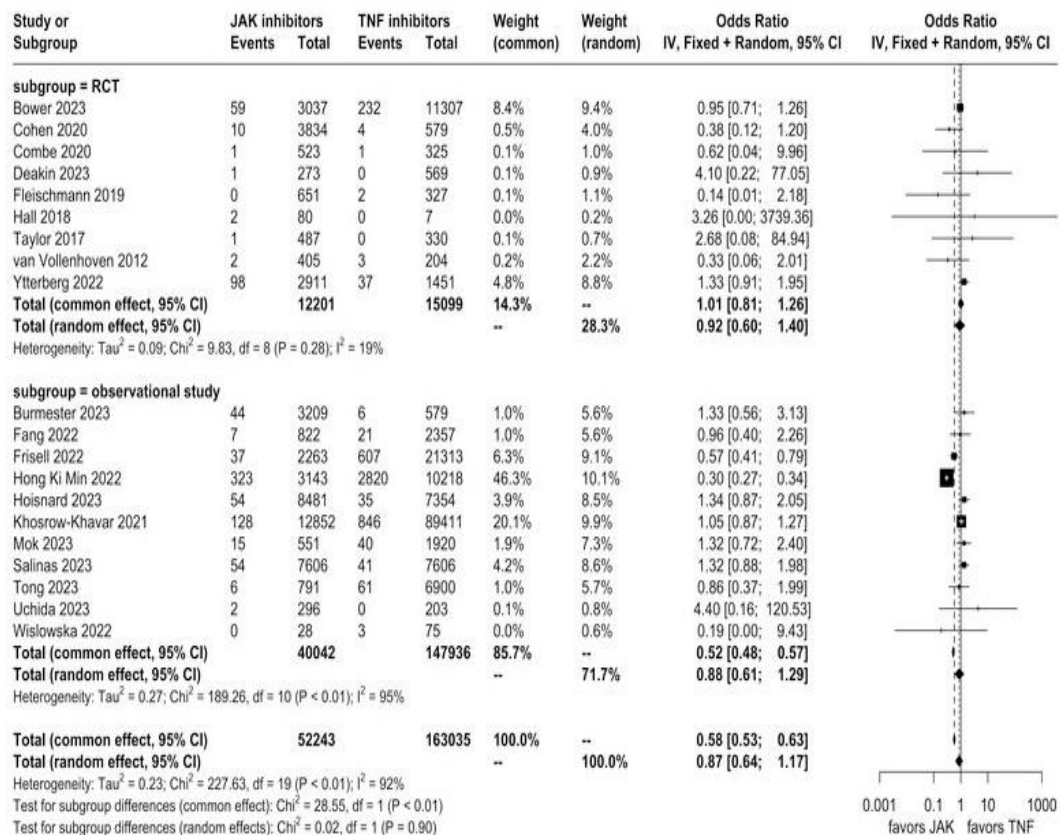 Study or JAK inhibitors TNF inhibitors Weight Weight Odds Ratio Odds Ratio
Subgroup Events Total Events Total (common) (random) IV, Fixed + Random, 95% CI IV, Fixed + Random, 95% CI
subgroup = RCT
Bower 2023 59 3037 232 11307 8.4% 9.4% 0.95 [0.71; 1.26]
Cohen 2020 10 3834 4 579 0.5% 4.0% 0.38 [0.12; 1.20]
Combe 2020 1 523 1 325 0.1% 1.0% 0.62 [0.04; 9.96]
Deakin 2023 1 273 0 569 0.1% 0.9% 4.10 [0.22; 77.05]
Fleischmann 2019 0 651 2 327 0.1% 1.1% 0.14 [0.01; 2.18]
Hall 2018 2 80 0 7 0.0% 0.2% 3.26 [0.00; 3739.36]
Taylor 2017 1 487 0 330 0.1% 0.7% 2.68 [0.08; 84.94]
van Vollenhoven 2012 2 405 3 204 0.2% 2.2% 0.33 [0.06; 2.01]
Ytterberg 2022 98 2911 37 1451 4.8% 8.8% 1.33 [0.91; 1.95]
Total (common effect, 95% CI) 12201 15099 14.3% -- 1.01 [0.81; 1.26]
Total (random effect, 95% CI) -- 28.3% 0.92 [0.60; 1.40]
Heterogeneity: Tau² = 0.09; Chi² = 9.83, df = 8 (P = 0.28); I² = 19%
subgroup = observational study
Burmester 2023 44 3209 6 579 1.0% 5.6% 1.33 [0.56; 3.13]
Fang 2022 7 822 21 2357 1.0% 5.6% 0.96 [0.40; 2.26]
Frisell 2022 37 2263 607 21313 6.3% 9.1% 0.57 [0.41; 0.79]
Hong Ki Min 2022 323 3143 2820 10218 46.3% 10.1% 0.30 [0.27; 0.34]
Hoisnard 2023 54 8481 35 7354 3.9% 8.5% 1.34 [0.87; 2.05]
Khosrow-Khavar 2021 128 12852 846 89411 20.1% 9.9% 1.05 [0.87; 1.27]
Mok 2023 15 551 40 1920 1.9% 7.3% 1.32 [0.72; 2.40]
Salinas 2023 54 7606 41 7606 4.2% 8.6% 1.32 [0.88; 1.98]
Tong 2023 6 791 61 6900 1.0% 5.7% 0.86 [0.37; 1.99]
Uchida 2023 2 296 0 203 0.1% 0.8% 4.40 [0.16; 120.53]
Wislowska 2022 0 28 3 75 0.0% 0.6% 0.19 [0.00; 9.43]
Total (common effect, 95% CI) 40042 147936 85.7% -- 0.52 [0.48; 0.57]
Total (random effect, 95% CI) -- 71.7% 0.88 [0.61; 1.29]
Heterogeneity: Tau² = 0.27; Chi² = 189.26, df = 10 (P < 0.01); I² = 95%
Total (common effect, 95% CI) 52243 163035 100.0% -- 0.58 [0.53; 0.63]
Total (random effect, 95% CI) -- 100.0% 0.87 [0.64; 1.17]
Heterogeneity: Tau² = 0.23; Chi² = 227.63, df = 19 (P < 0.01); I² = 92%
Test for subgroup differences (common effect): Chi² = 28.55, df = 1 (P < 0.01)
Test for subgroup differences (random effects): Chi² = 0.02, df = 1 (P = 0.90)
0.001 0.1 1 10 1000
favors JAK favors TNF